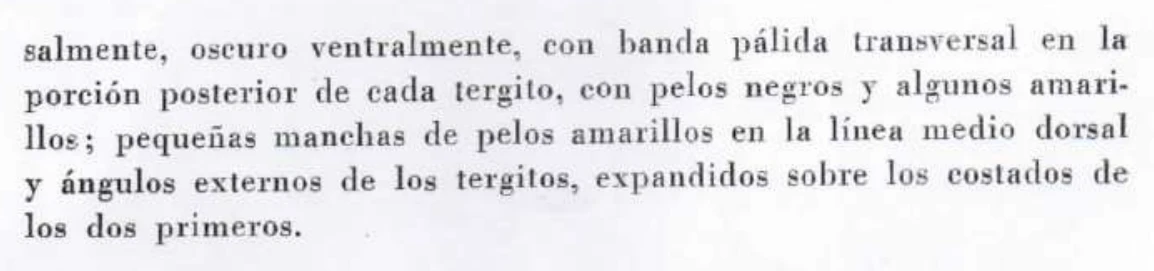 salmente, oscuro ventralmente, con banda pálida transversal en la
porción posterior de cada tergito, con pelos negros y algunos amari-
llos; pequeñas manchas de pelos amarillos en la línea medio dorsal
y ángulos externos de los tergitos, expandidos sobre los costados de
los dos primeros.